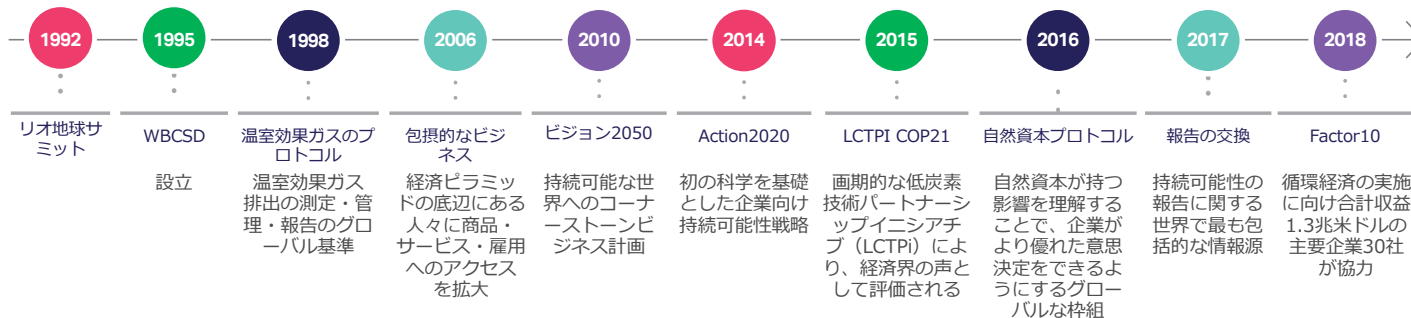 1992
1995
1998
2006
2010
2014
2015
2016
2017
2018
リオ地球サ
ミット
WBCSD
設立
温室効果ガスのプ
ロトコル
温室効果ガス
排出の測定・管
理・報告のグロ
ーバル基準
包摂的なビジ
ネス
経済ピラミッ
ドの底辺にある
人々に商品・
サービス・雇用
へのアクセス
を拡大
ビジョン2050
持続可能な世
界へのコーナ
ーストーンビ
ジネス計画
Action2020
初の科学を基礎
とした企業向け
持続可能性戦略
LCTPI COP21
画期的な低炭素
技術パートナーシ
ップイニシアチ
ブ（LCTPi）によ
り、経済界の声と
して評価される
自然資本プロトコル
自然資本が持つ
影響を理解する
ことで、企業が
より優れた意思
決定をできるよ
うにするグロー
バルな枠組
報告の交換
持続可能性の
報告に関する
世界で最も包
括的な情報源
Factor10
循環経済の実施
に向け合計収益
1.3兆米ドルの
主要企業30社
が協力